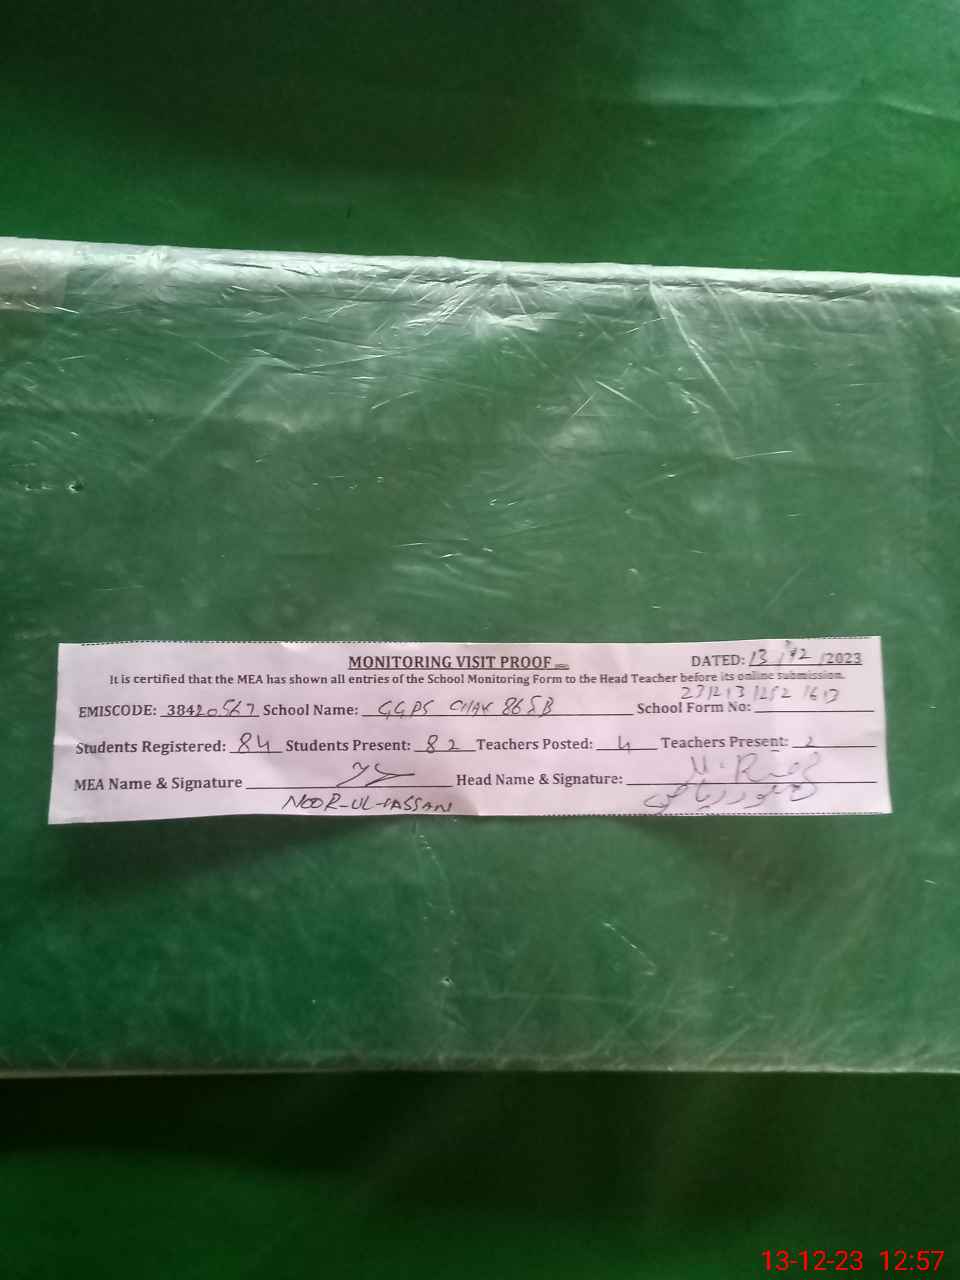 MONITORING VISIT PROOF DATED: 13/12/2023
It is certified that the MEA has shown all entries of the School Monitoring Form to the Head Teacher before its online submission.
EMISCODE: 38420567 School Name: GGPS CHAK 86SB School Form No:
Students Registered: 84 Students Present: 82 Teachers Posted: 4 Teachers Present: 2
MEA Name & Signature Head Name & Signature:
NOOR-UL-HASSAN
13-12-23 12:57